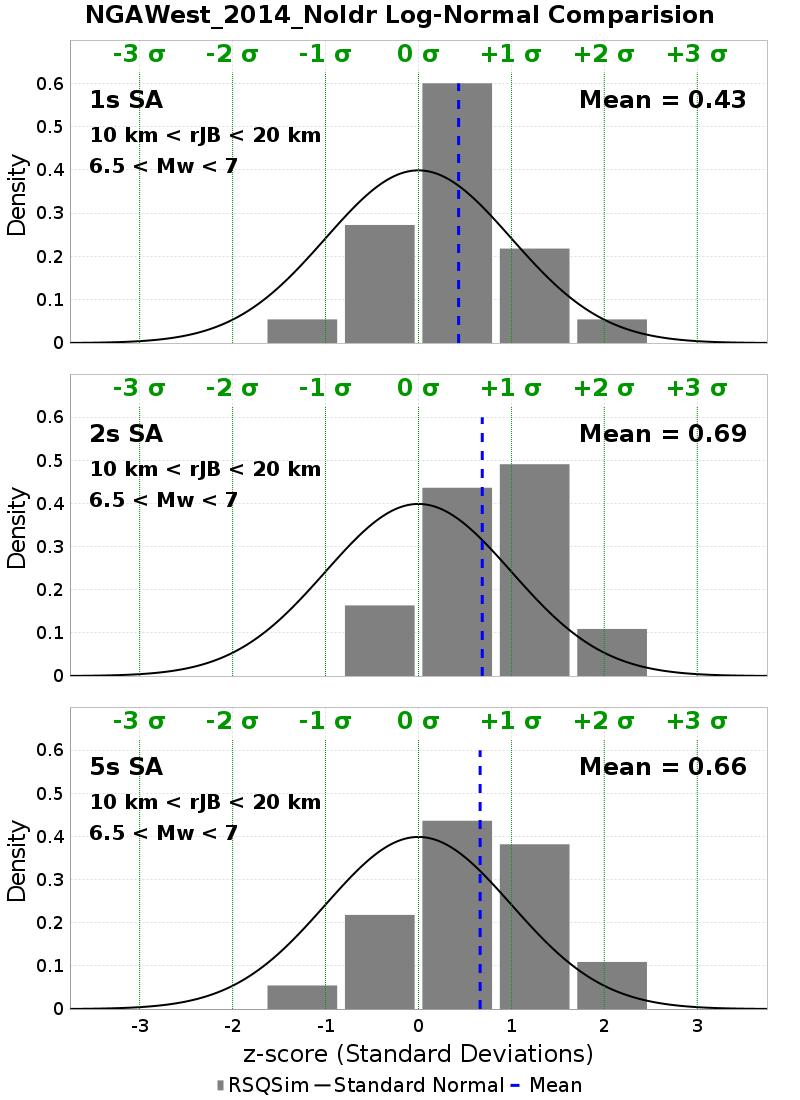 NGAWest_2014_NoIdr Log-Normal Comparision
-3 σ -2 σ -1 σ 0 σ +1 σ +2 σ +3 σ
0.6
1s SA Mean = 0.43
0.5
10 km < rJB < 20 km
6.5 < Mw < 7
0.4
0.3
0.2
0.1
0
Density
-3 σ -2 σ -1 σ 0 σ +1 σ +2 σ +3 σ
0.6
2s SA Mean = 0.69
0.5
10 km < rJB < 20 km
6.5 < Mw < 7
0.4
0.3
0.2
0.1
0
Density
-3 σ -2 σ -1 σ 0 σ +1 σ +2 σ +3 σ
0.6
5s SA Mean = 0.66
0.5
10 km < rJB < 20 km
6.5 < Mw < 7
0.4
0.3
0.2
0.1
0
Density
-3 -2 -1 0 1 2 3
z-score (Standard Deviations)
RSQSim Standard Normal Mean